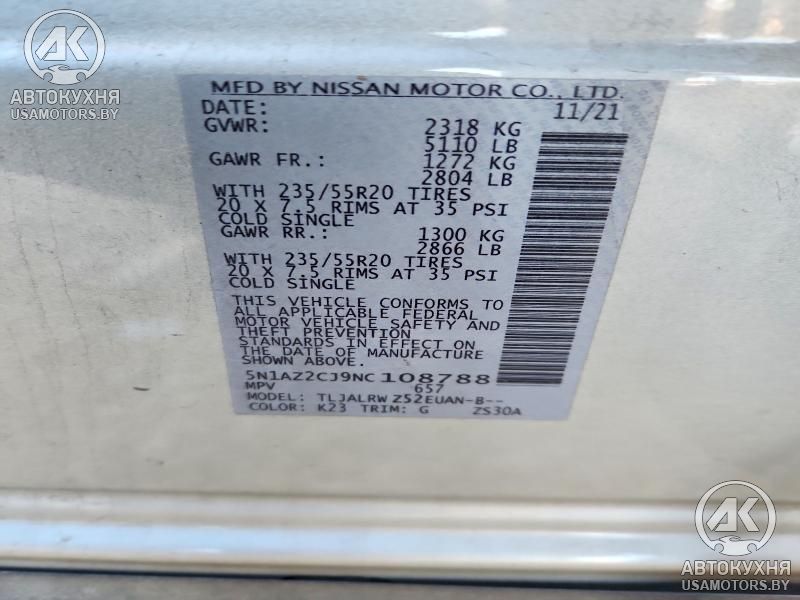 АК
АВТОКУХНЯ
USAMOTORS.BY
MFD BY NISSAN MOTOR CO., LTD.
DATE: 11/21
GVWR: 2318 KG
5110 LB
GAWR FR.: 1272 KG
2804 LB
WITH 235/55R20 TIRES
20 X 7.5 RIMS AT 35 PSI
COLD SINGLE
GAWR RR.: 1300 KG
2866 LB
WITH 235/55R20 TIRES
20 X 7.5 RIMS AT 35 PSI
COLD SINGLE
THIS VEHICLE CONFORMS TO
ALL APPLICABLE FEDERAL
MOTOR VEHICLE SAFETY AND
THEFT PREVENTION
STANDARDS IN EFFECT ON
THE DATE OF MANUFACTURE
SHOWN ABOVE.
5N1AZ2CJ9NC108788
MPV 657
MODEL: TLJALRW Z52EUAN-B--
COLOR: K23 TRIM: G ZS30A
АК
АВТОКУХНЯ
USAMOTORS.BY